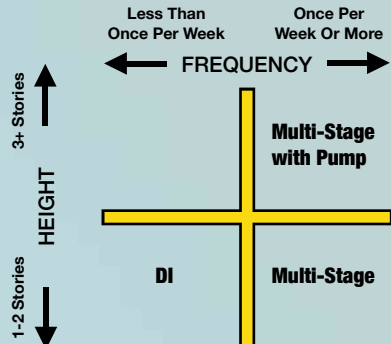 Less Than
Once Per Week
Once Per
Week Or More
FREQUENCY
3+ Stories
HEIGHT
1-2 Stories
Multi-Stage
with Pump
DI
Multi-Stage